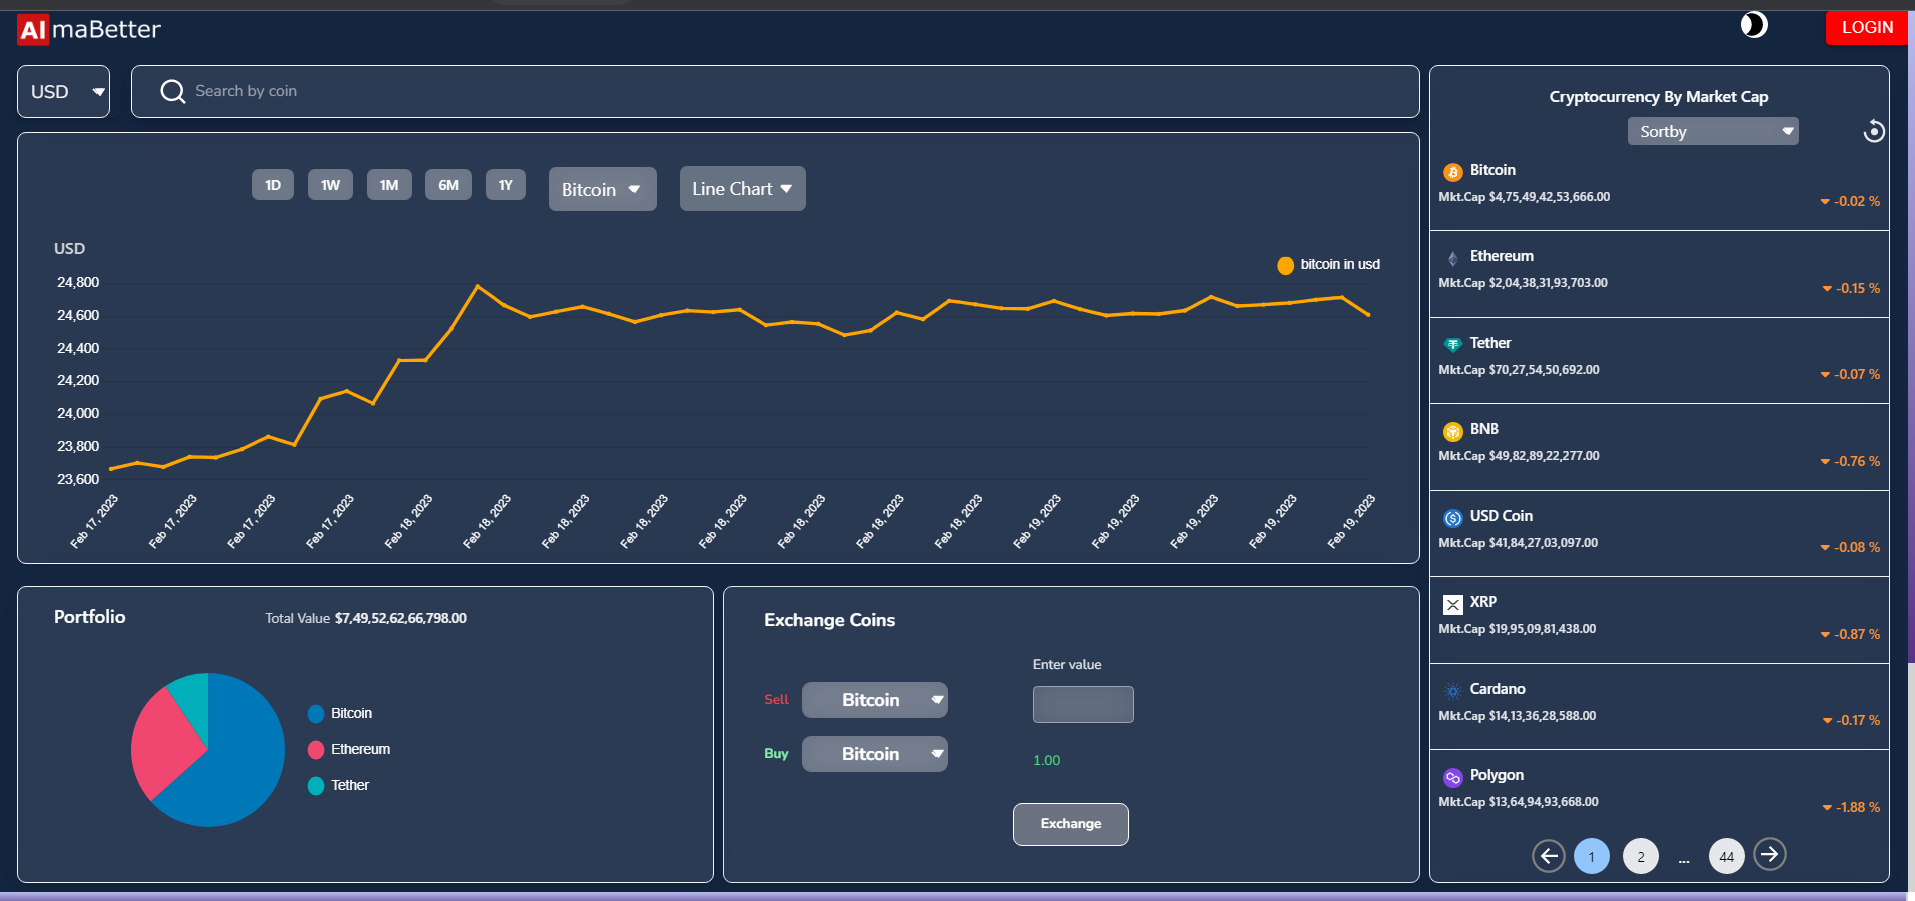 AlmaBetter
LOGIN
USD
Search by coin
1D 1W 1M 6M 1Y Bitcoin Line Chart
USD
bitcoin in usd
24,800
24,600
24,400
24,200
24,000
23,800
23,600
Feb 17, 2023 Feb 17, 2023 Feb 17, 2023 Feb 17, 2023 Feb 18, 2023 Feb 18, 2023 Feb 18, 2023 Feb 18, 2023 Feb 18, 2023 Feb 18, 2023 Feb 18, 2023 Feb 18, 2023 Feb 19, 2023 Feb 19, 2023 Feb 19, 2023 Feb 19, 2023 Feb 19, 2023
Portfolio
Total Value $7,49,52,62,66,798.00
Bitcoin
Ethereum
Tether
Exchange Coins
Enter value
Sell Bitcoin
Buy Bitcoin
1.00
Exchange
Cryptocurrency By Market Cap
Sortby
Bitcoin
Mkt.Cap $4,75,49,42,53,666.00
-0.02 %
Ethereum
Mkt.Cap $2,04,38,31,93,703.00
-0.15 %
Tether
Mkt.Cap $70,27,54,50,692.00
-0.07 %
BNB
Mkt.Cap $49,82,89,22,277.00
-0.76 %
USD Coin
Mkt.Cap $41,84,27,03,097.00
-0.08 %
XRP
Mkt.Cap $19,95,09,81,438.00
-0.87 %
Cardano
Mkt.Cap $14,13,36,28,588.00
-0.17 %
Polygon
Mkt.Cap $13,64,94,93,668.00
-1.88 %
1 2 ... 44